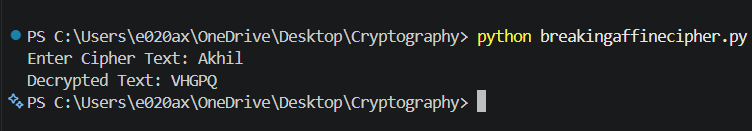 PS C:\Users\e020ax\OneDrive\Desktop\Cryptography> python breakingaffinecipher.py
Enter Cipher Text: Akhil
Decrypted Text: VHGPQ
PS C:\Users\e020ax\OneDrive\Desktop\Cryptography>